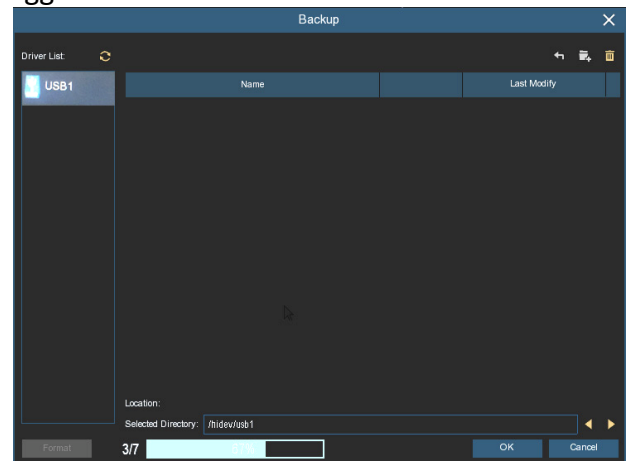 Backup
Driver List:
USB1
Name
Last Modify
Location:
Selected Directory: /hidev/usb1
Format
3/7
OK
Cancel